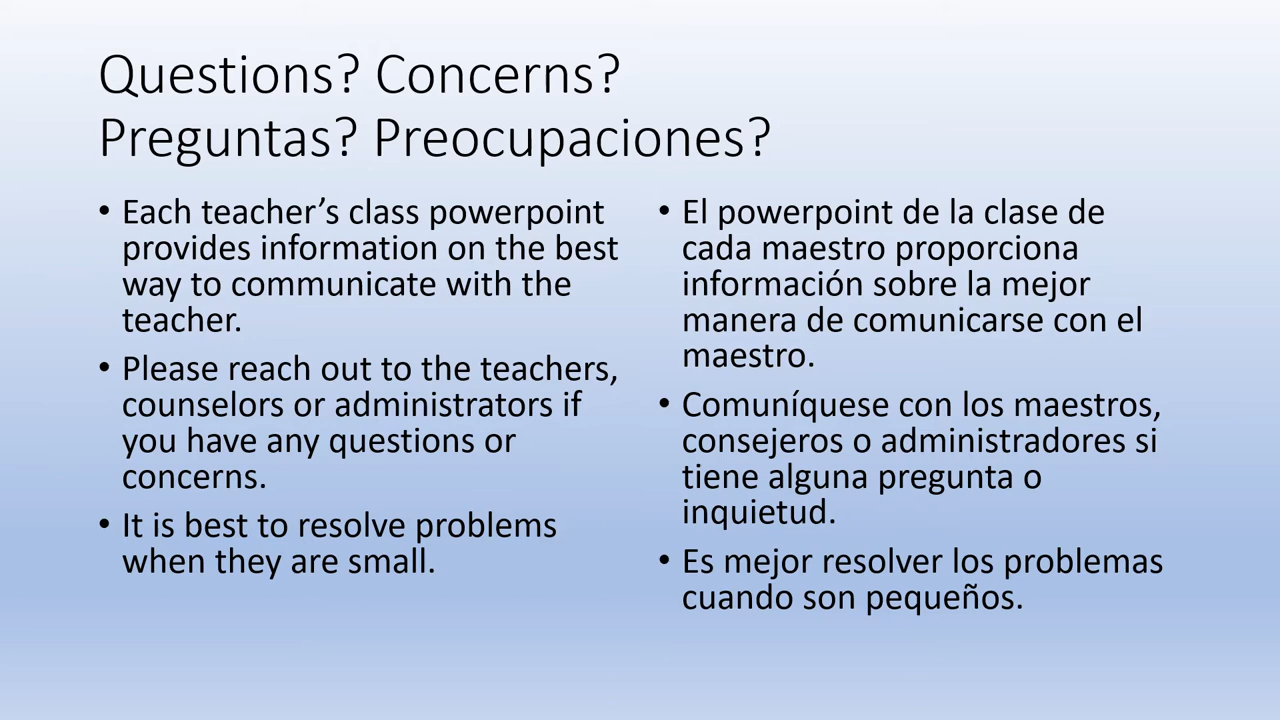 Questions? Concerns?
Preguntas? Preocupaciones?
• Each teacher’s class powerpoint
provides information on the best
way to communicate with the
teacher.
• Please reach out to the teachers,
counselors or administrators if
you have any questions or
concerns.
• It is best to resolve problems
when they are small.
• El powerpoint de la clase de
cada maestro proporciona
información sobre la mejor
manera de comunicarse con el
maestro.
• Comuníquese con los maestros,
consejeros o administradores si
tiene alguna pregunta o
inquietud.
• Es mejor resolver los problemas
cuando son pequeños.